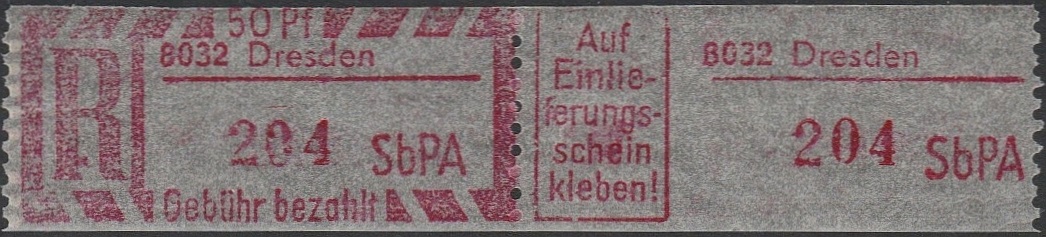 50 Pf
8032 Dresden
R
204
SbPA
Gebühr bezahlt
Auf
Einlie-
ferungs-
schein
kleben!
8032 Dresden
204
SbPA